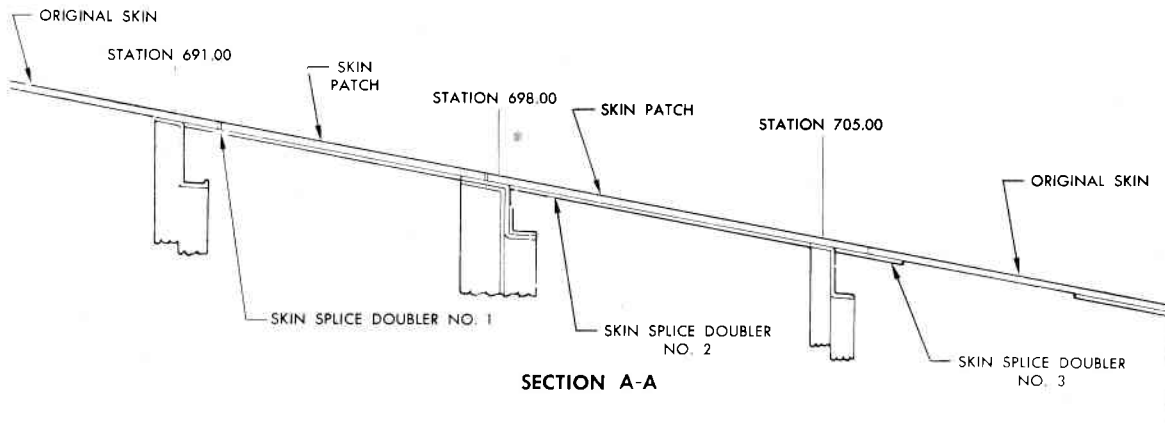 ORIGINAL SKIN
STATION 691.00
SKIN
PATCH
STATION 698.00
SKIN PATCH
STATION 705.00
ORIGINAL SKIN
SKIN SPLICE DOUBLER NO. 1
SKIN SPLICE DOUBLER
NO. 2
SKIN SPLICE DOUBLER
NO. 3
SECTION A-A